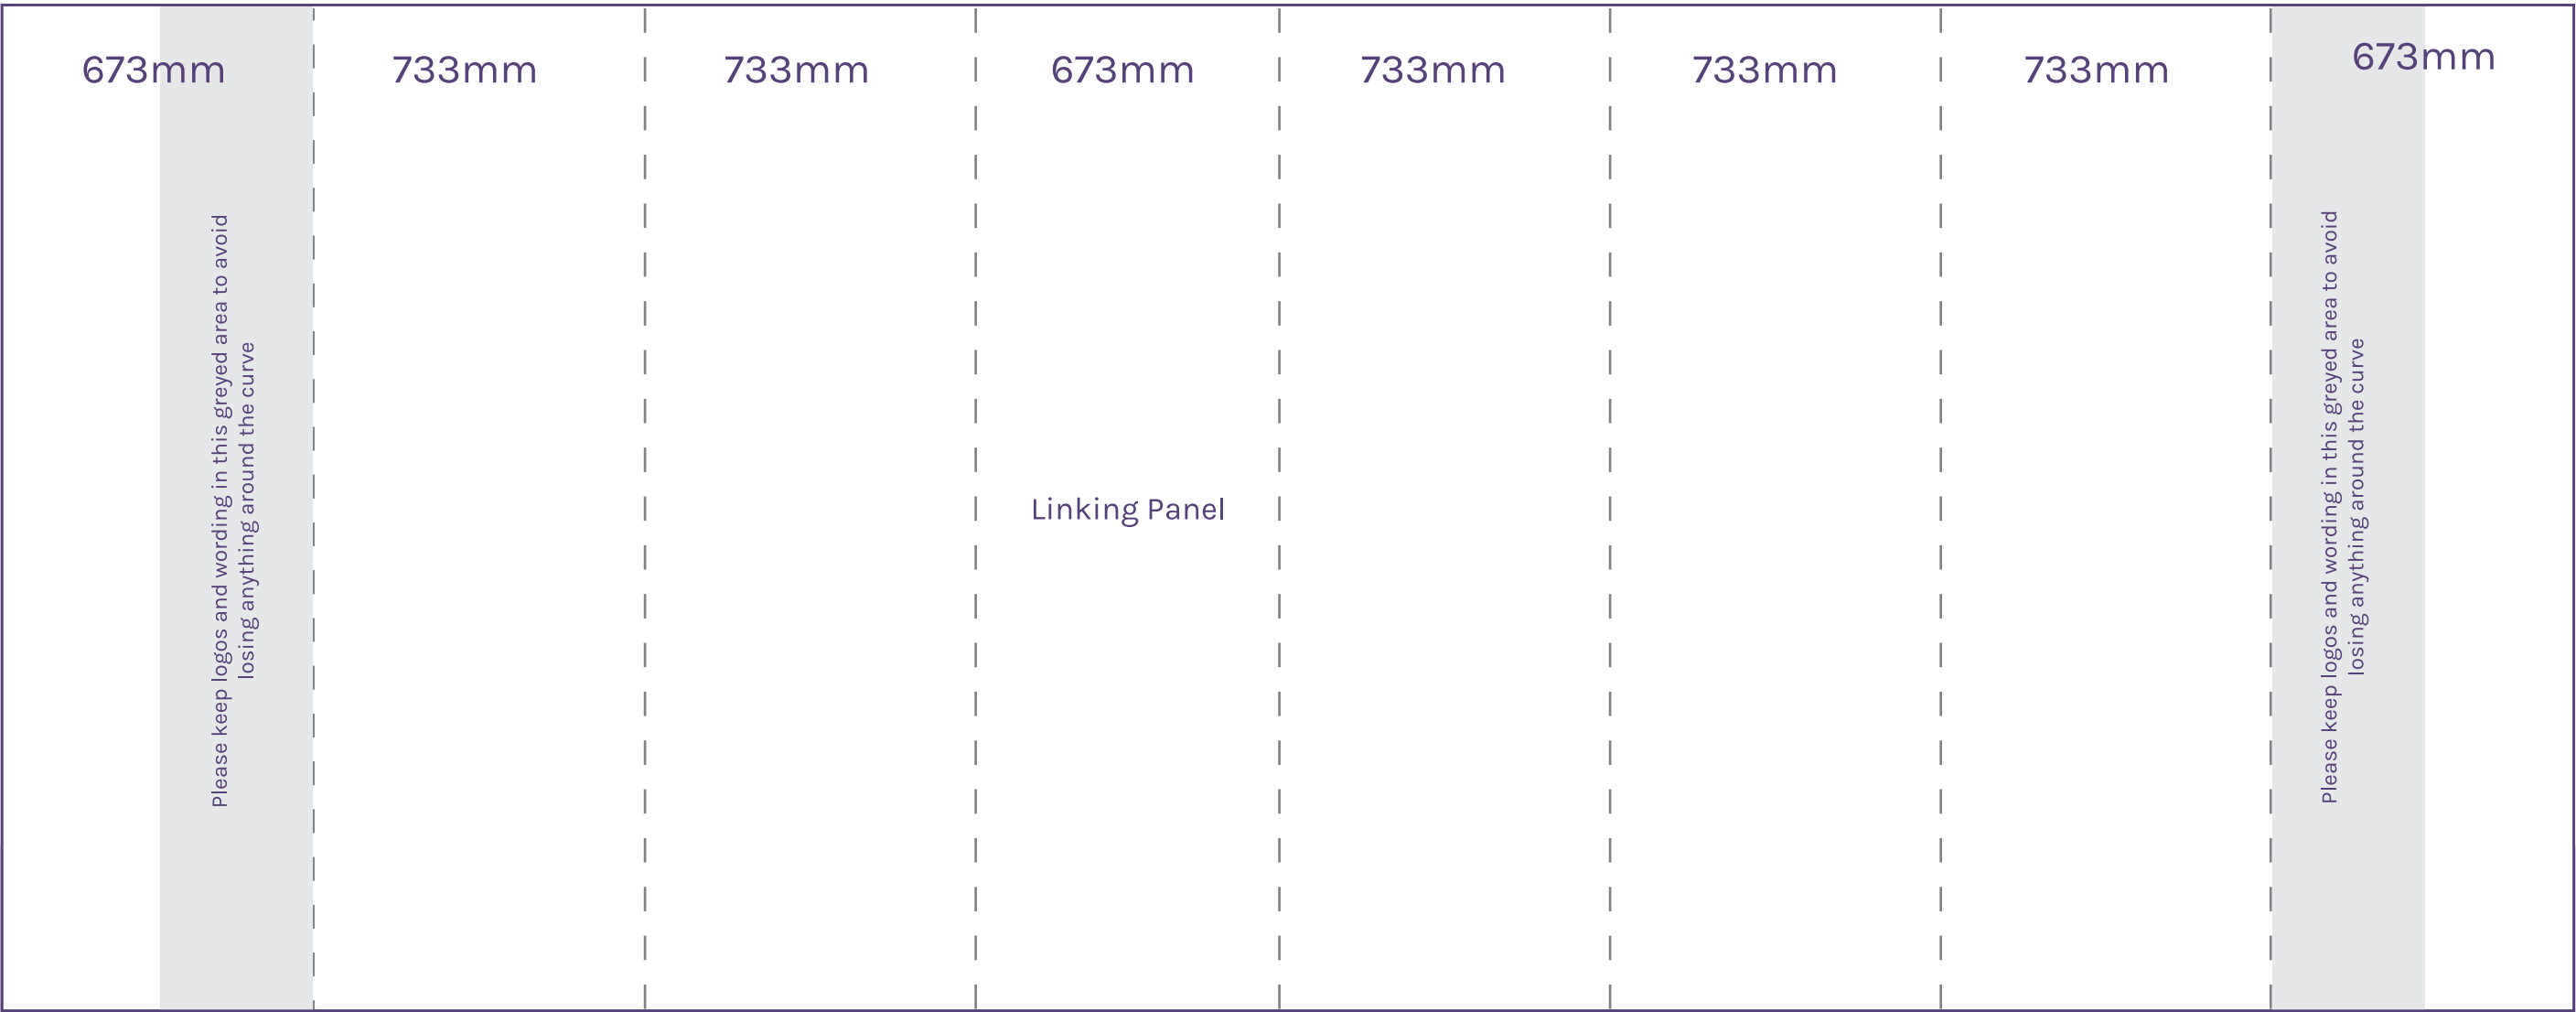 673mm
733mm
733mm
673mm
733mm
733mm
733mm
673mm
Please keep logos and wording in this greyed area to avoid
losing anything around the curve
Linking Panel
Please keep logos and wording in this greyed area to avoid
losing anything around the curve